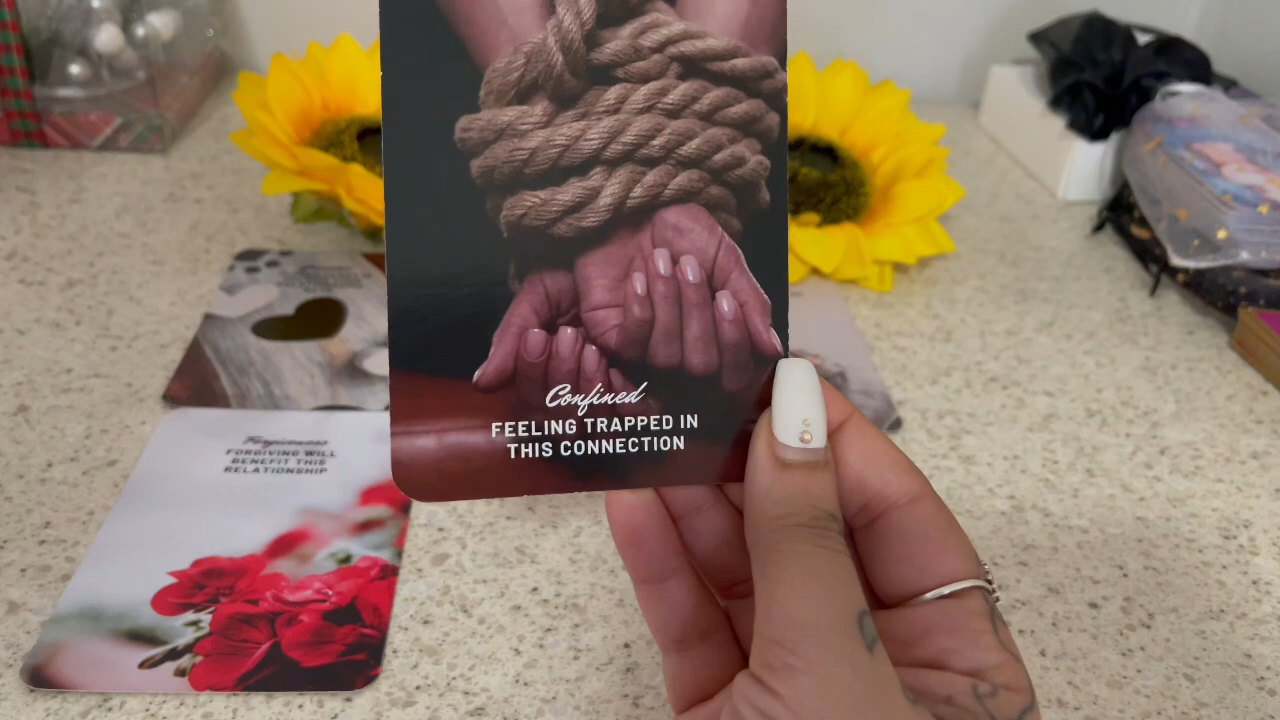 Confined
FEELING TRAPPED IN
THIS CONNECTION
Forgiveness
FORGIVING WILL
BENEFIT THIS
RELATIONSHIP